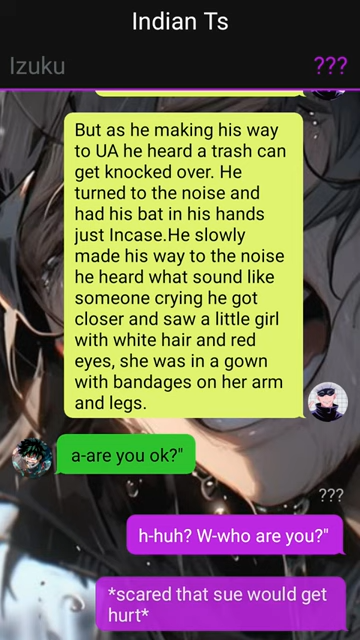 Indian Ts
Izuku
???
But as he making his way
to UA he heard a trash can
get knocked over. He
turned to the noise and
had his bat in his hands
just Incase.He slowly
made his way to the noise
he heard what sound like
someone crying he got
closer and saw a little girl
with white hair and red
eyes, she was in a gown
with bandages on her arm
and legs.
a-are you ok?"
???
h-huh? W-who are you?"
*scared that sue would get
hurt*